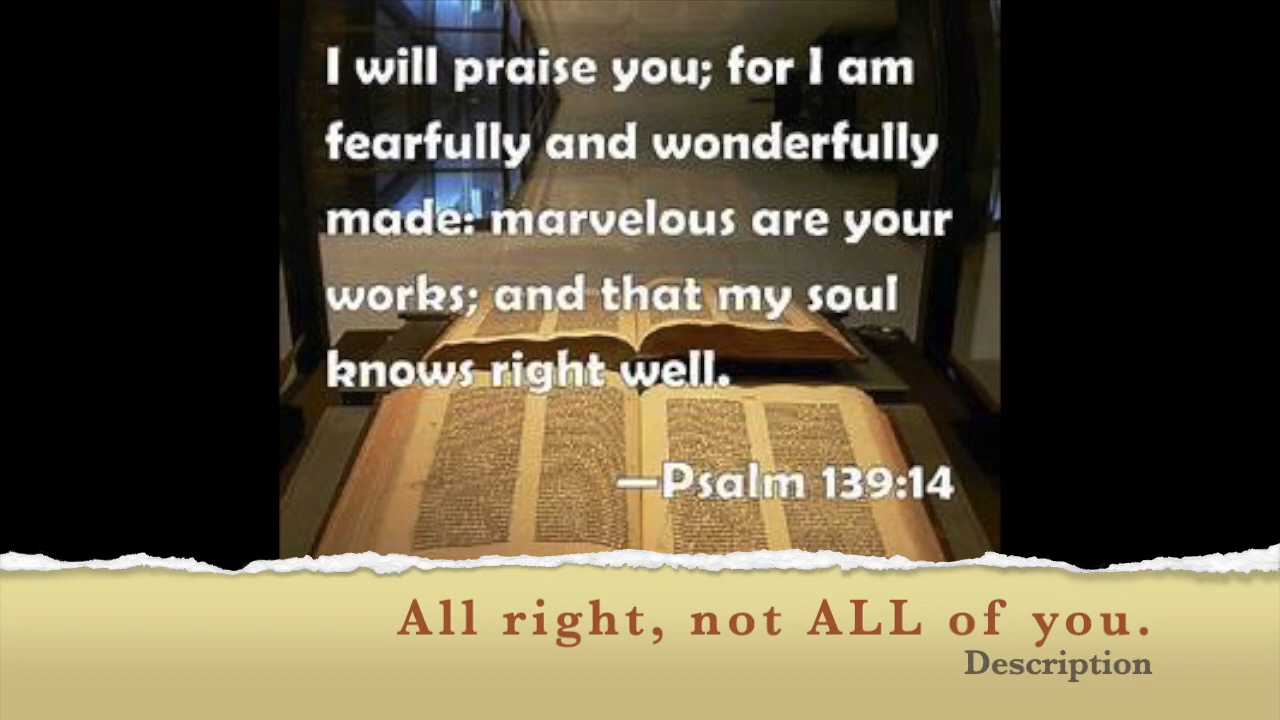 I will praise you; for I am
fearfully and wonderfully
made: marvelous are your
works; and that my soul
knows right well.
—Psalm 139:14
All right, not ALL of you.
Description